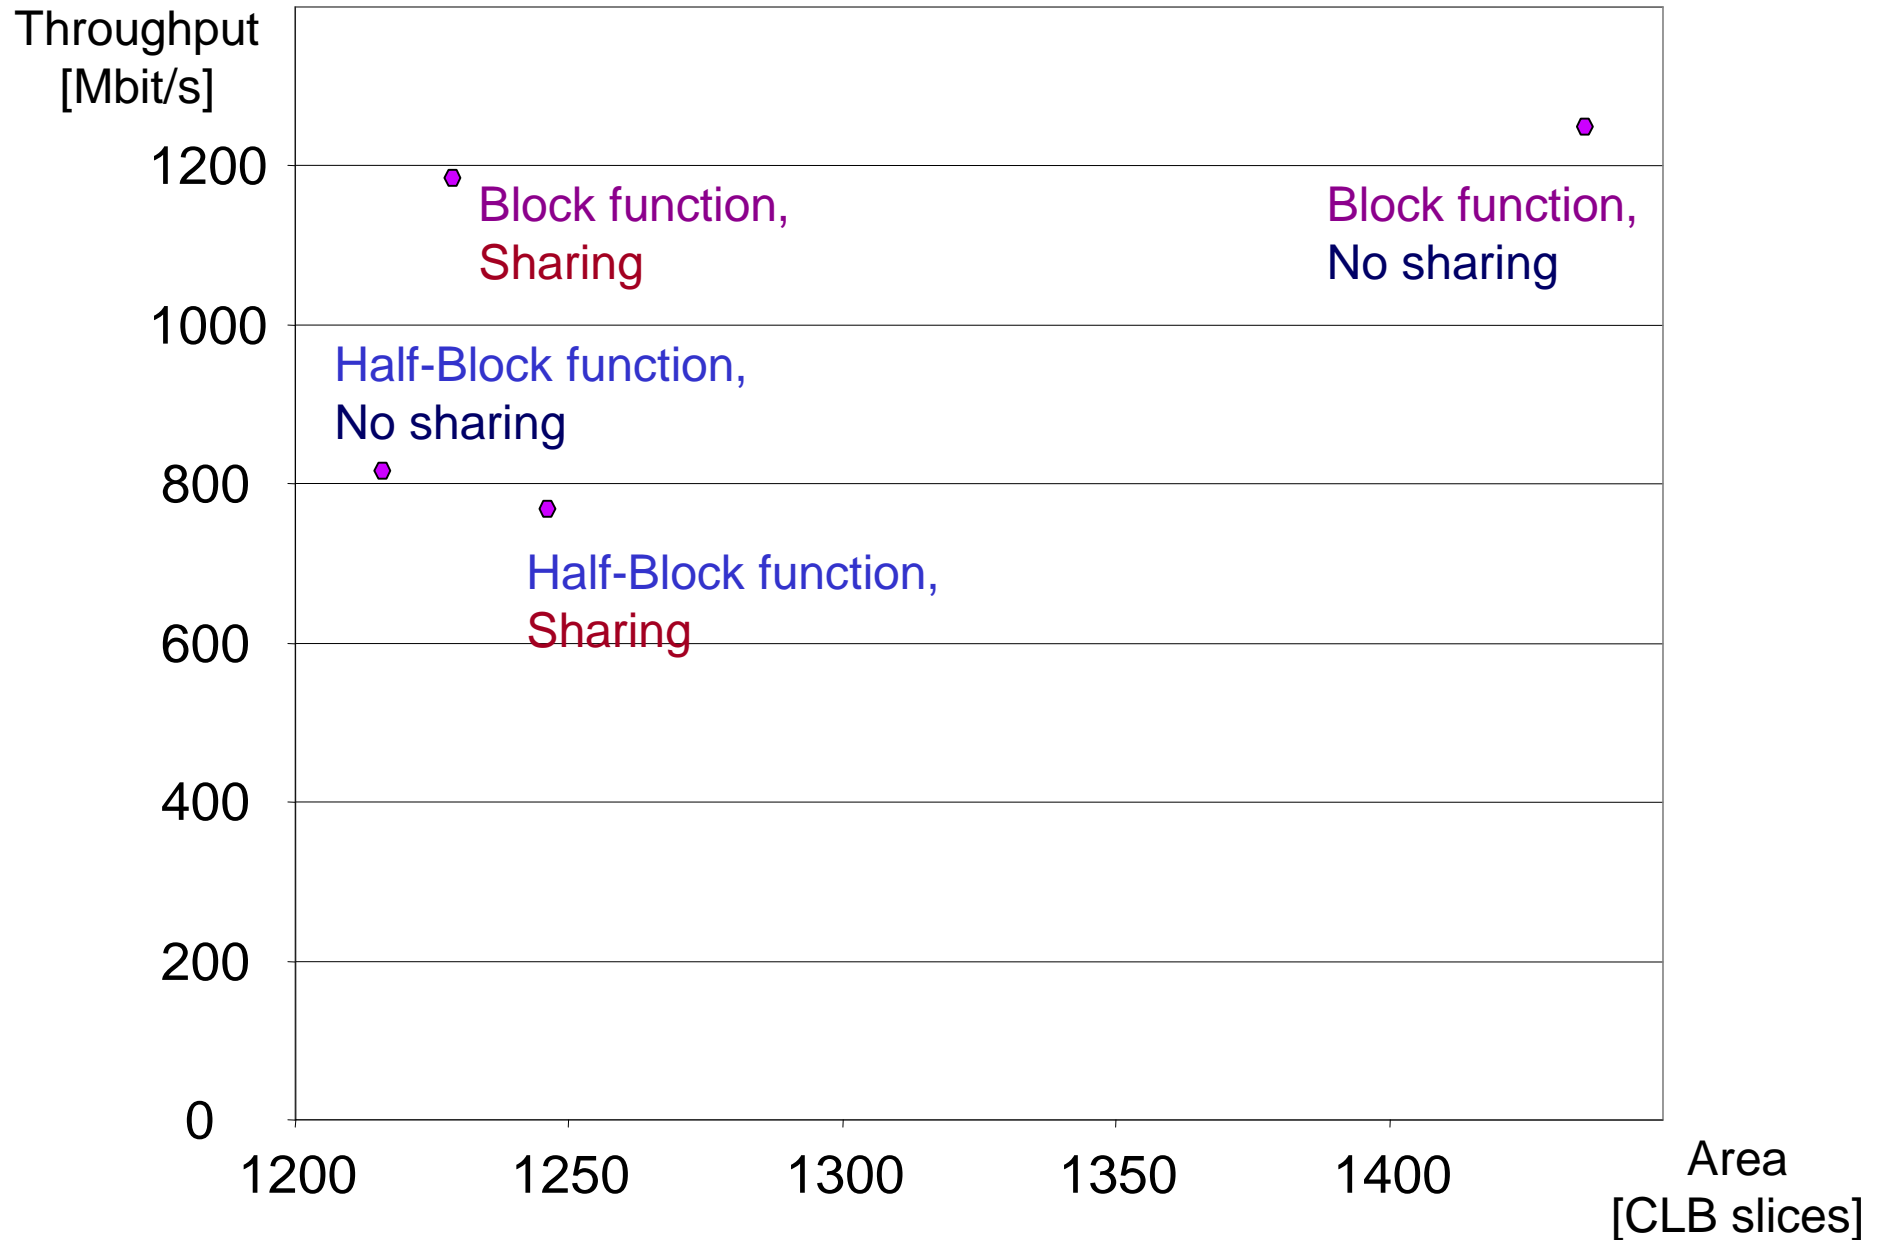 Throughput
[Mbit/s]
1200
Block function,
Sharing
Block function,
No sharing
1000
Half-Block function,
No sharing
800
Half-Block function,
Sharing
600
400
200
0
1200
1250
1300
1350
1400
Area
[CLB slices]